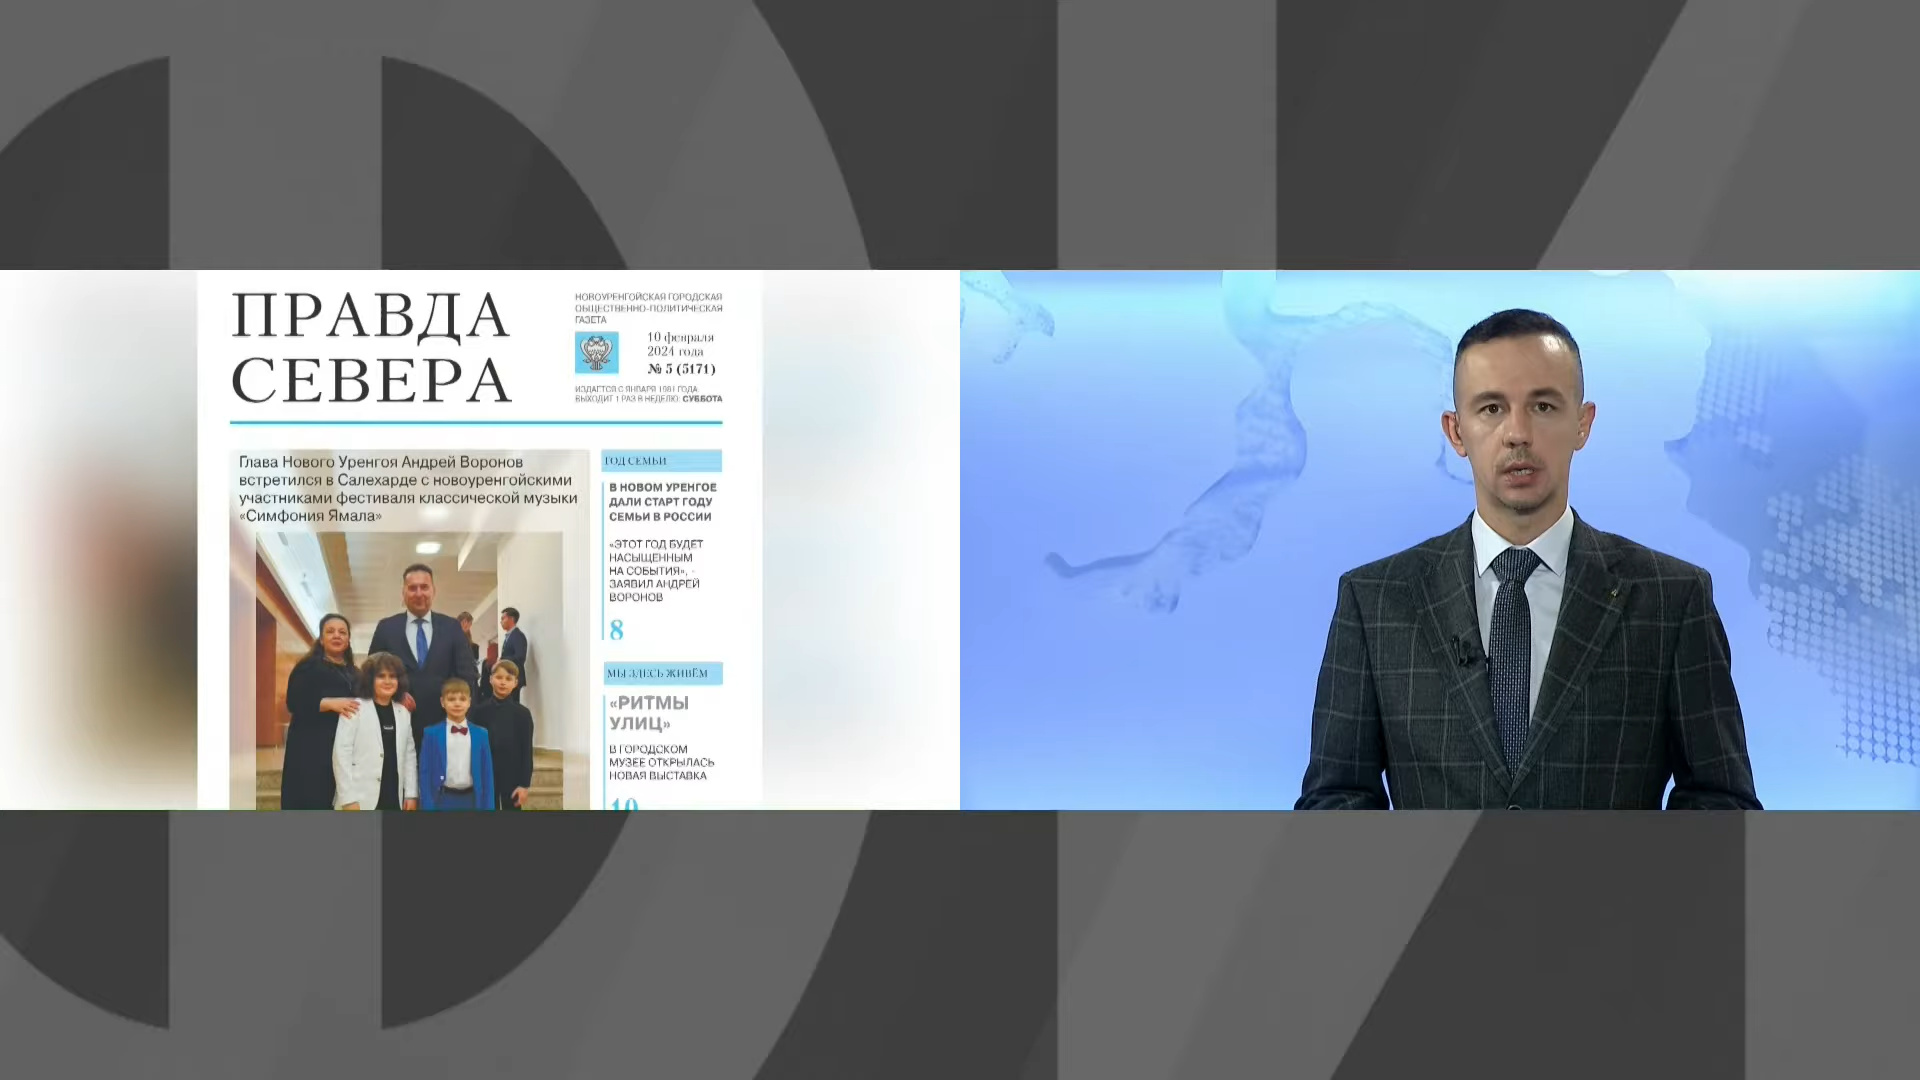 ПРАВДА
СЕВЕРА
НОВОУРЕНГОЙСКАЯ ГОРОДСКАЯ
ОБЩЕСТВЕННО-ПОЛИТИЧЕСКАЯ
ГАЗЕТА
10 февраля
2024 года
№ 5 (5171)
ИЗДАЕТСЯ С ЯНВАРЯ 1981 ГОДА.
ВЫХОДИТ 1 РАЗ В НЕДЕЛЮ: СУББОТА
Глава Нового Уренгоя Андрей Воронов
встретился в Салехарде с новоуренгойскими
участниками фестиваля классической музыки
«Симфония Ямала»
ГОД СЕМЬИ
В НОВОМ УРЕНГОЕ
ДАЛИ СТАРТ ГОДУ
СЕМЬИ В РОССИИ
«ЭТОТ ГОД БУДЕТ
НАСЫЩЕННЫМ
НА СОБЫТИЯ», -
ЗАЯВИЛ АНДРЕЙ
ВОРОНОВ
8
МЫ ЗДЕСЬ ЖИВЁМ
«РИТМЫ
УЛИЦ»
В ГОРОДСКОМ
МУЗЕЕ ОТКРЫЛАСЬ
НОВАЯ ВЫСТАВКА
10